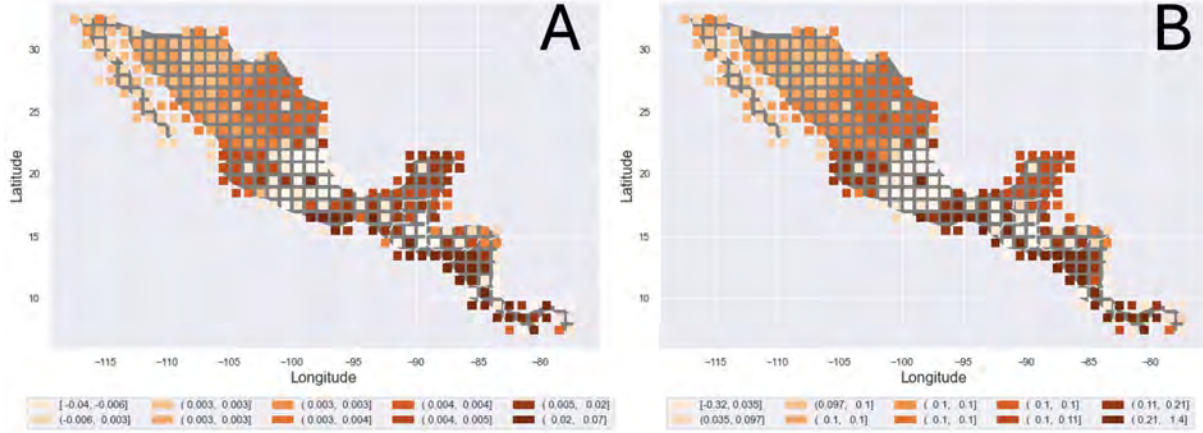 A
B
30
25
20
15
10
Latitude
−115 −110 −105 −100 −95 −90 −85 −80
Longitude
30
25
20
15
10
Latitude
−115 −110 −105 −100 −95 −90 −85 −80
Longitude
[ -0.04, -0.006] ( 0.003, 0.003] ( 0.003, 0.003] ( 0.004, 0.004] ( 0.005, 0.02]
(-0.006, 0.003] ( 0.003, 0.003] ( 0.003, 0.004] ( 0.004, 0.005] ( 0.02, 0.07]
[-0.32, 0.035] (0.097, 0.1] ( 0.1, 0.1] ( 0.1, 0.1] ( 0.11, 0.21]
(0.035, 0.097] ( 0.1, 0.1] ( 0.1, 0.1] ( 0.1, 0.11] ( 0.21, 1.4]